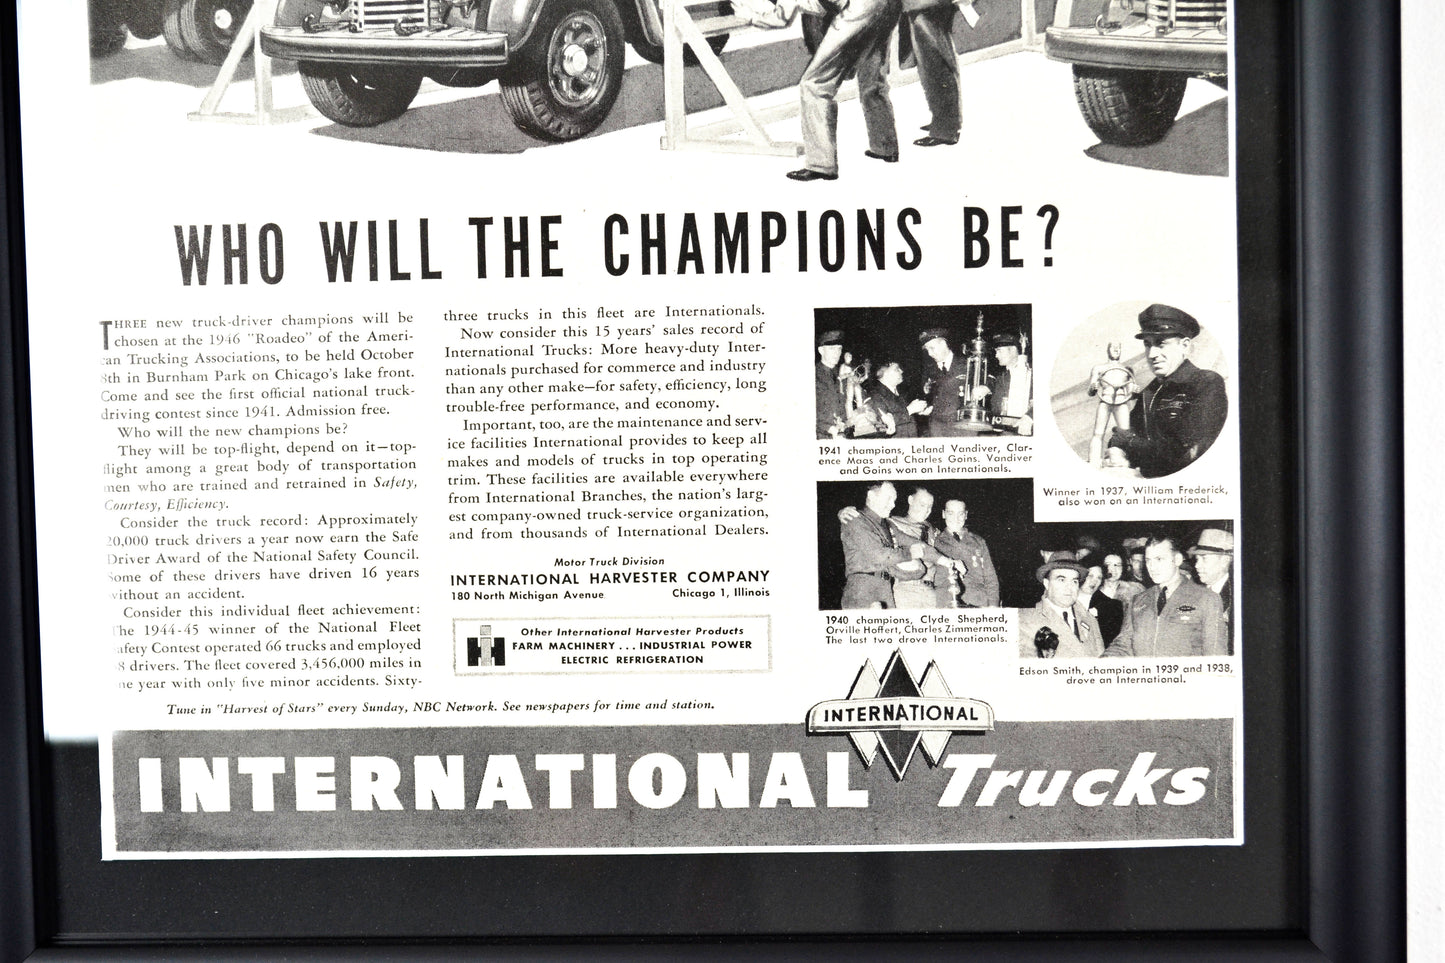 WHO WILL THE CHAMPIONS BE?
THREE new truck-driver champions will be
chosen at the 1946 "Roadeo" of the Ameri-
an Trucking Associations, to be held October
8th in Burnham Park on Chicago's lake front.
Come and see the first official national truck-
driving contest since 1941. Admission free.
Who will the new champions be?
They will be top-flight, depend on it—top-
flight among a great body of transportation
men who are trained and retrained in Safety,
Courtesy, Efficiency.
Consider the truck record: Approximately
20,000 truck drivers a year now earn the Safe
Driver Award of the National Safety Council.
Some of these drivers have driven 16 years
without an accident.
Consider this individual fleet achievement:
The 1944-45 winner of the National Fleet
afety Contest operated 66 trucks and employed
8 drivers. The fleet covered 3,456,000 miles in
ne year with only five minor accidents. Sixty-
three trucks in this fleet are Internationals.
Now consider this 15 years' sales record of
International Trucks: More heavy-duty Inter-
nationals purchased for commerce and industry
than any other make—for safety, efficiency, long
trouble-free performance, and economy.
Important, too, are the maintenance and serv-
ice facilities International provides to keep all
makes and models of trucks in top operating
trim. These facilities are available everywhere
from International Branches, the nation's larg-
est company-owned truck-service organization,
and from thousands of International Dealers.
Motor Truck Division
INTERNATIONAL HARVESTER COMPANY
180 North Michigan Avenue Chicago 1, Illinois
IH
Other International Harvester Products
FARM MACHINERY . . . INDUSTRIAL POWER
ELECTRIC REFRIGERATION
Tune in "Harvest of Stars" every Sunday, NBC Network. See newspapers for time and station.
1941 champions, Leland Vandiver, Clar-
ence Maas and Charles Goins. Vandiver
and Goins won on Internationals.
Winner in 1937, William Frederick,
also won on an International.
1940 champions, Clyde Shepherd,
Orville Hoffert, Charles Zimmerman.
The last two drove Internationals.
Edson Smith, champion in 1939 and 1938,
drove an International.
INTERNATIONAL
INTERNATIONAL Trucks